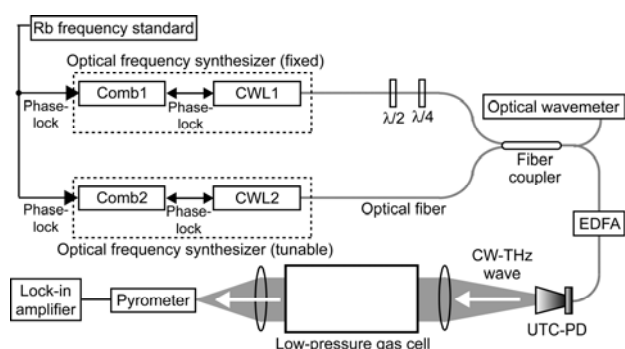 Rb frequency standard
Optical frequency synthesizer (fixed)
Comb1
CWL1
Phase-
lock
Phase-
lock
λ/2
λ/4
Optical wavemeter
Fiber
coupler
Comb2
CWL2
Phase-
lock
Phase-
lock
Optical fiber
Optical frequency synthesizer (tunable)
EDFA
CW-THz
wave
Lock-in
amplifier
Pyrometer
UTC-PD
Low-pressure gas cell